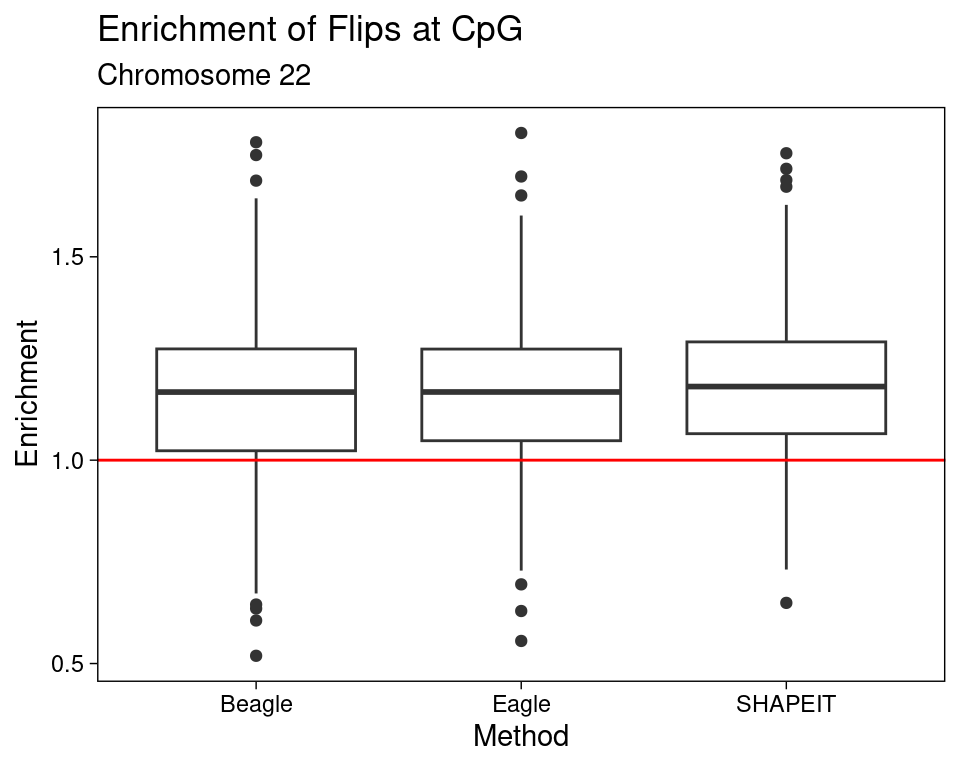 Enrichment of Flips at CpG
Chromosome 22
Enrichment
1.5
1.0
0.5
Beagle
Eagle
SHAPEIT
Method